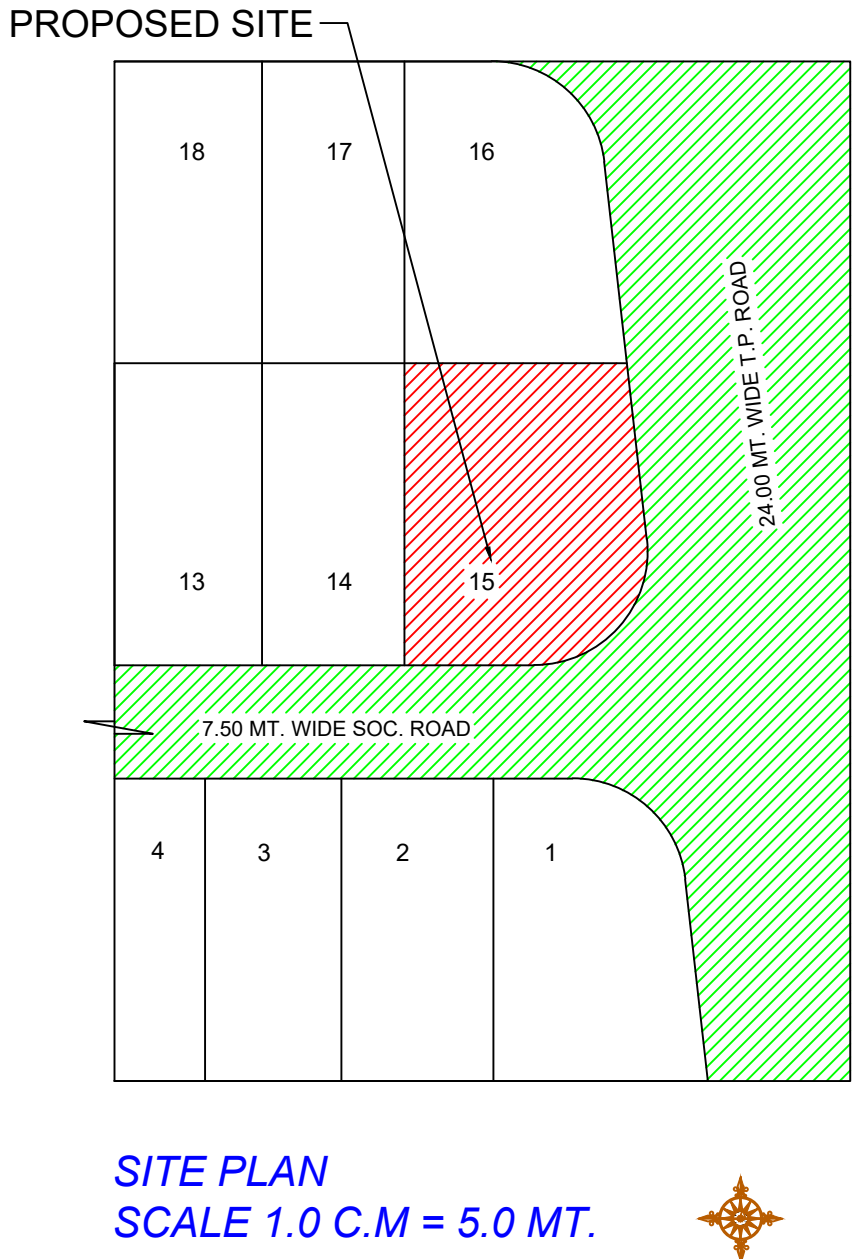 PROPOSED SITE
18
17
16
24.00 MT. WIDE T.P. ROAD
13
14
15
7.50 MT. WIDE SOC. ROAD
4
3
2
1
SITE PLAN
SCALE 1.0 C.M = 5.0 MT.